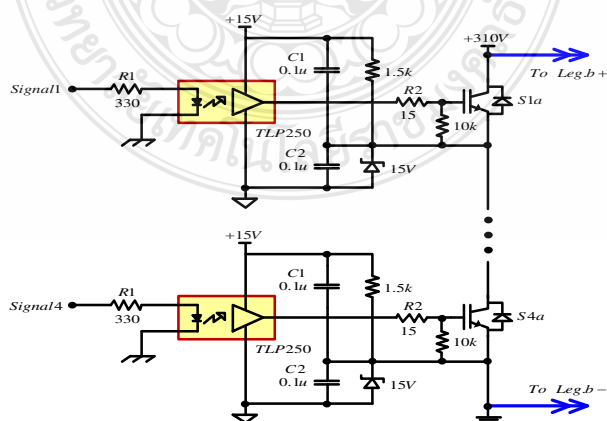 +15V
+310V
To Leg.b+
C1
0.1u
1.5k
R1
330
Signal1
R2
15
S1a
10k
TLP250
C2
0.1u
15V
+15V
C1
0.1u
1.5k
R1
330
Signal4
R2
15
S4a
10k
TLP250
C2
0.1u
15V
To Leg.b−